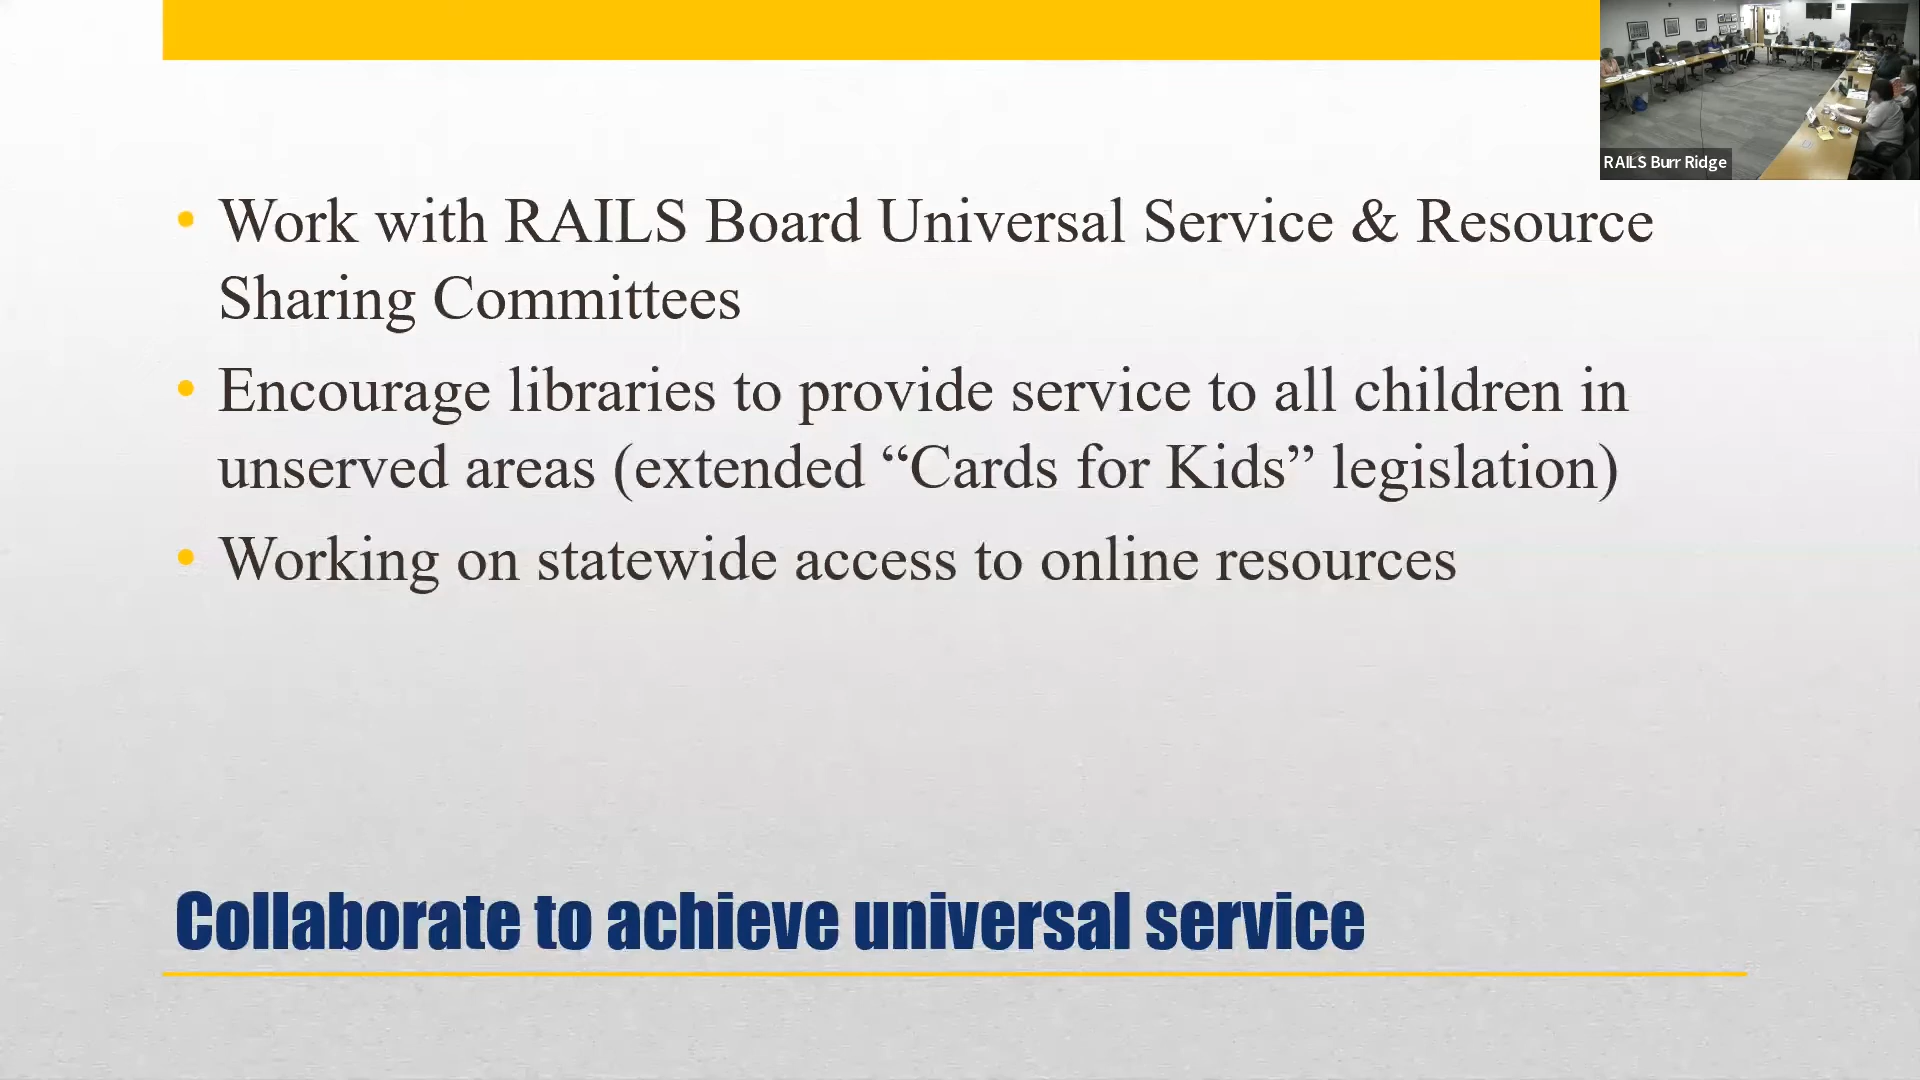 RAILS Burr Ridge
• Work with RAILS Board Universal Service & Resource
Sharing Committees
• Encourage libraries to provide service to all children in
unserved areas (extended “Cards for Kids” legislation)
• Working on statewide access to online resources
Collaborate to achieve universal service